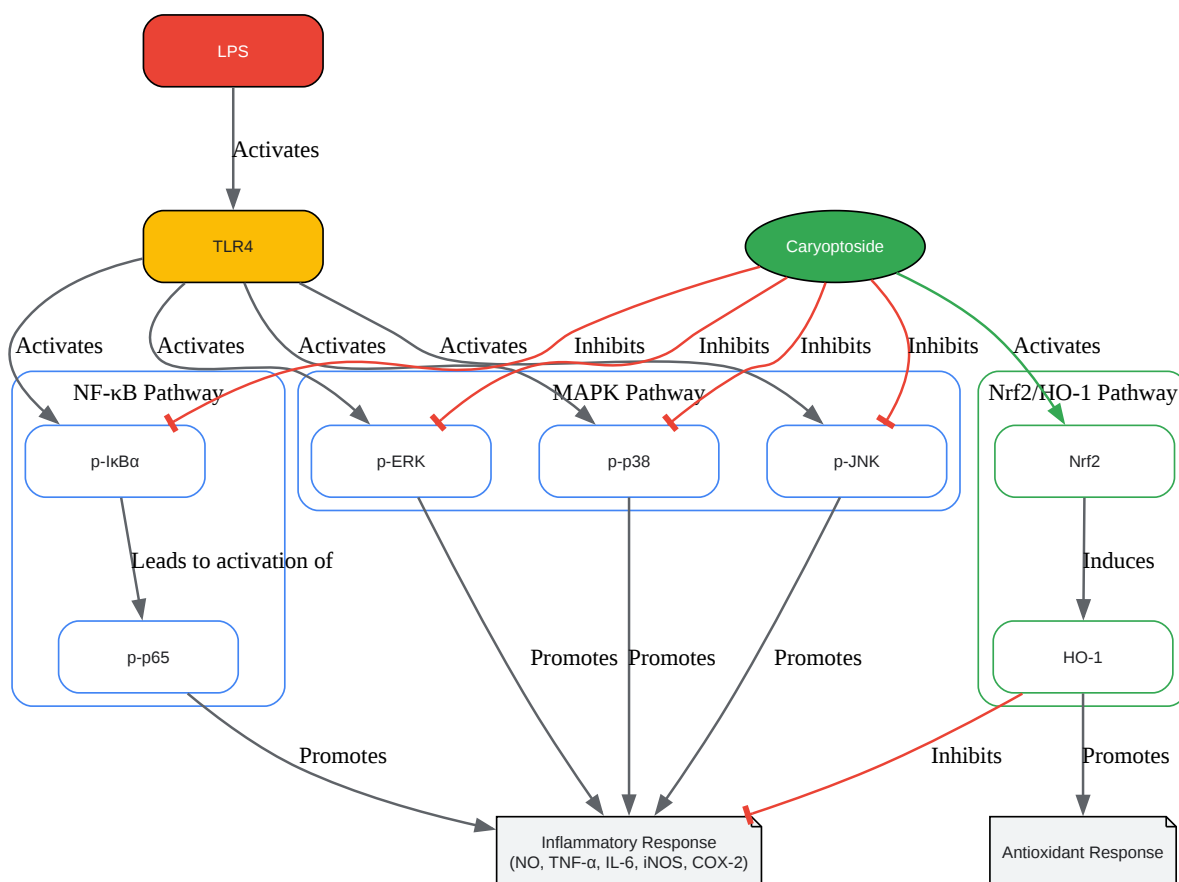 LPS
Activates
TLR4
Caryoptoside
Activates
Activates
Activates
Activates
Inhibits
Inhibits
Inhibits
Inhibits
Activates
NF-κB Pathway
MAPK Pathway
Nrf2/HO-1 Pathway
p-IκBα
p-ERK
p-p38
p-JNK
Nrf2
Leads to activation of
Induces
p-p65
Promotes
Promotes
Promotes
HO-1
Promotes
Inhibits
Promotes
Inflammatory Response
(NO, TNF-α, IL-6, iNOS, COX-2)
Antioxidant Response